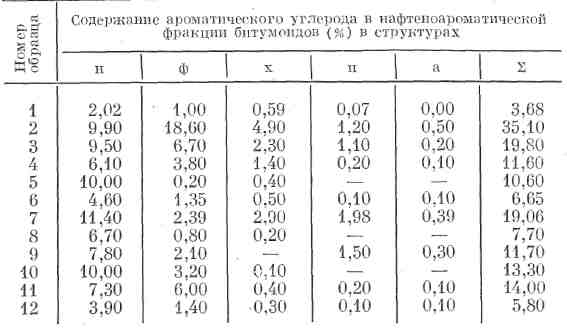 Номер образца
Содержание ароматического углерода в нафтеноароматической
фракции битумоидов (%) в структурах
н ф х п а Σ
1 2,02 1,00 0,59 0,07 0,00 3,68
2 9,90 18,60 4,90 1,20 0,50 35,10
3 9,50 6,70 2,30 1,10 0,20 19,80
4 6,10 3,80 1,40 0,20 0,10 11,60
5 10,00 0,20 0,40 — — 10,60
6 4,60 1,35 0,50 0,10 0,10 6,65
7 11,40 2,39 2,90 1,98 0,39 19,06
8 6,70 0,80 0,20 — — 7,70
9 7,80 2,10 — 1,50 0,30 11,70
10 10,00 3,20 0,10 — — 13,30
11 7,30 6,00 0,40 0,20 0,10 14,00
12 3,90 1,40 0,30 0,10 0,10 5,80